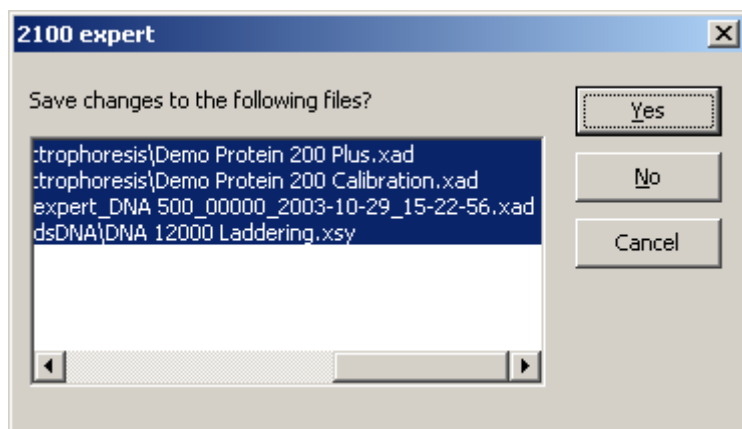 2100 expert
Save changes to the following files?
:trophoresis\Demo Protein 200 Plus.xad
:trophoresis\Demo Protein 200 Calibration.xad
expert_DNA 500_00000_2003-10-29_15-22-56.xad
dsDNA\DNA 12000 Laddering.xsy
Yes
No
Cancel